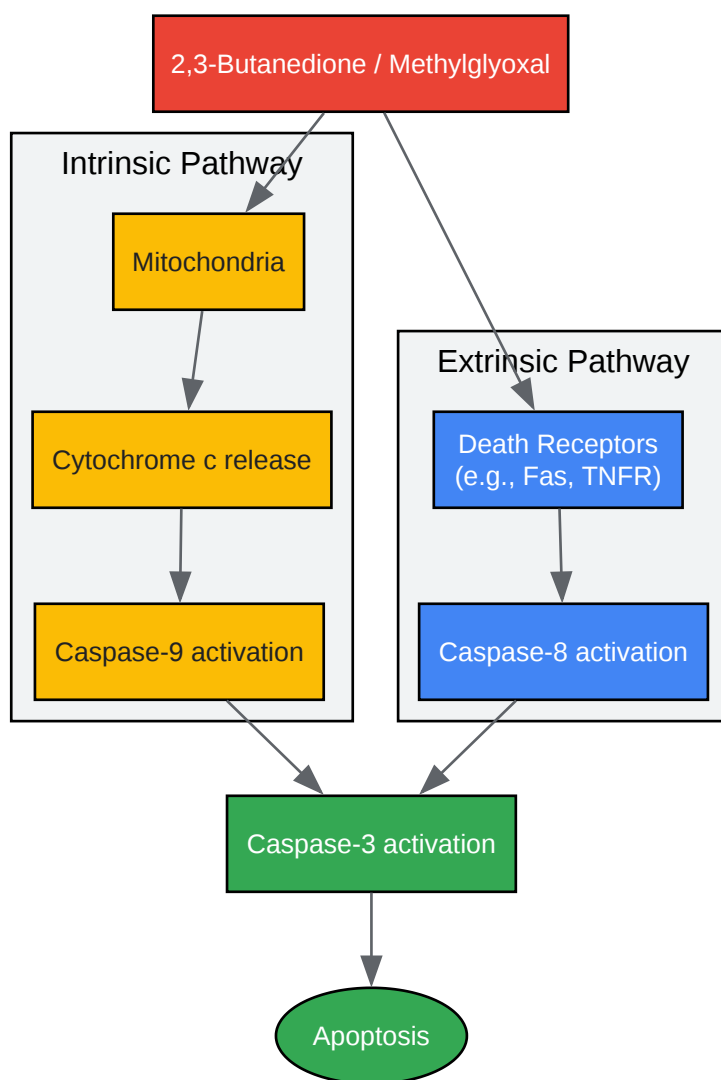 2,3-Butanedione / Methylglyoxal
Intrinsic Pathway
Mitochondria
Cytochrome c release
Caspase-9 activation
Extrinsic Pathway
Death Receptors
(e.g., Fas, TNFR)
Caspase-8 activation
Caspase-3 activation
Apoptosis